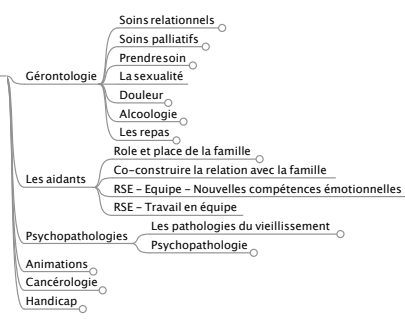 Soins relationnels
Soins palliatifs
Prendresoin
Gérontologie
La sexualité
Douleur
Alcoologie
Les repas
Role et place de la famille
Co-construire la relation avec la famille
Les aidants
RSE – Equipe – Nouvelles compétences émotionnelles
RSE – Travail en équipe
Les pathologies du vieillissement
Psychopathologies
Psychopathologie
Animations
Cancérologie
Handicap